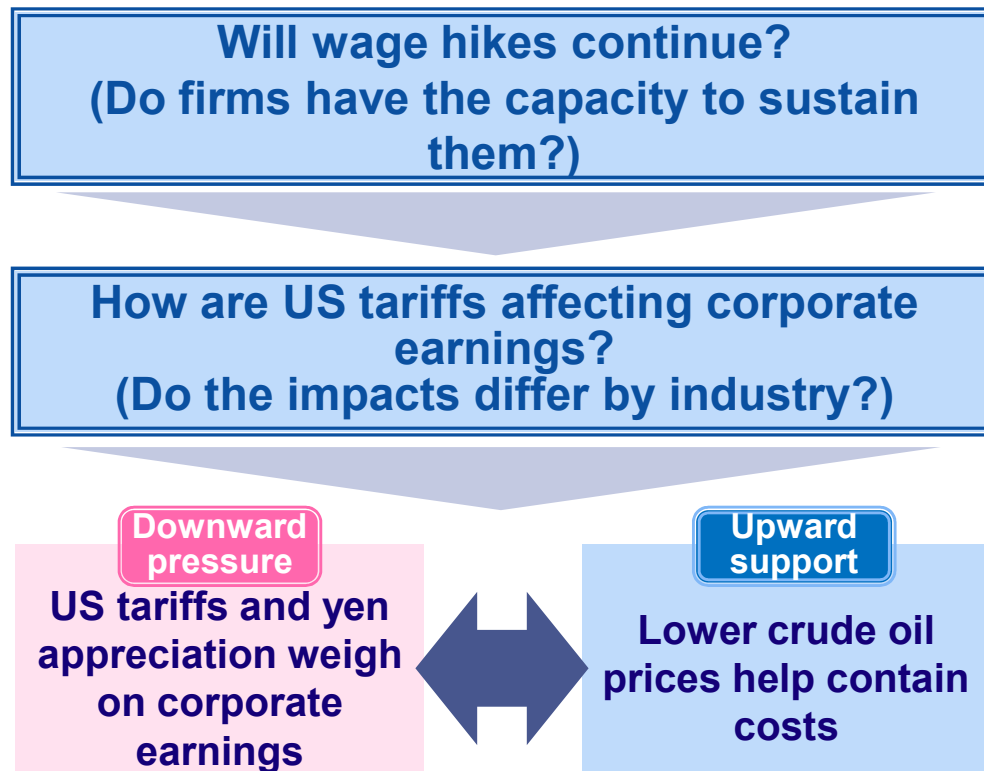 Will wage hikes continue?
(Do firms have the capacity to sustain
them?)
How are US tariffs affecting corporate
earnings?
(Do the impacts differ by industry?)
Downward
pressure
US tariffs and yen
appreciation weigh
on corporate
earnings
Upward
support
Lower crude oil
prices help contain
costs